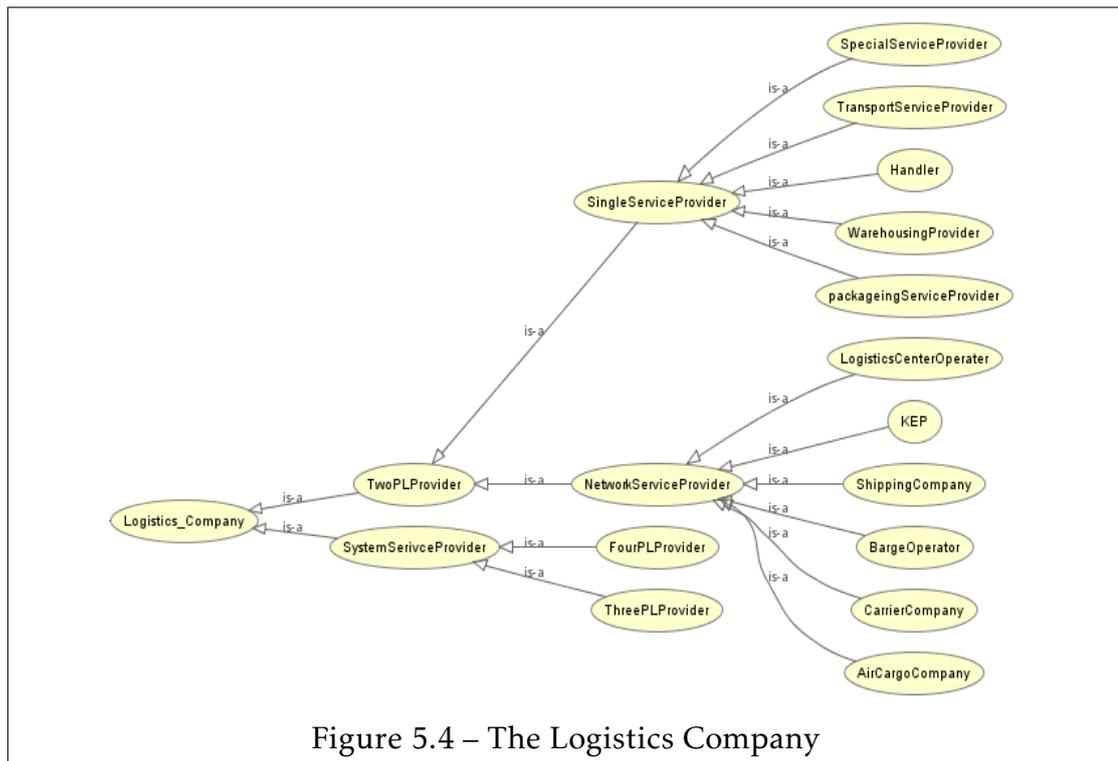 SpecialServiceProvider
is-a
TransportServiceProvider
is-a
Handler
is-a
SingleServiceProvider
is-a
WarehousingProvider
is-a
packageingServiceProvider
is-a
LogisticsCenterOperater
is-a
KEP
is-a
TwoPLProvider
is-a
NetworkServiceProvider
is-a
ShippingCompany
is-a
Logistics_Company
is-a
is-a
SystemSerivceProvider
is-a
FourPLProvider
is-a
BargeOperator
is-a
is-a
ThreePLProvider
CarrierCompany
is-a
AirCargoCompany
Figure 5.4 – The Logistics Company